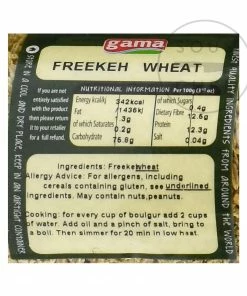 gama
FREEKEH WHEAT
If you are not
entirely satisfied
with the product
then please return
it to your retailer
for a full refund.
NUTRITIONAL INFORMATION Per 100g
Energy kcal/kj 342kcal
/1436kj
Fat 1.3g
of which Saturates 0.2g
Carbohydrate 76.8g
of which Sugars 0.4g
Dietary Fibre 12.6g
Protein 12.3g
Salt 0.04g
Ingredients: Freekehwheat
Allergy Advice: For allergens, including
cereals containing gluten, see underlined
ingredients. May contain nuts,peanuts.
Cooking: for every cup of boulgur add 2 cups
of water. Add oil and a pinch of salt, bring to
a boil. Then simmer for 20 min in low heat.
STORE IN A COOL AND DRY PLACE, KEEP IN AN AIRTIGHT CONTAINER
FROM AROUND THE WORLD